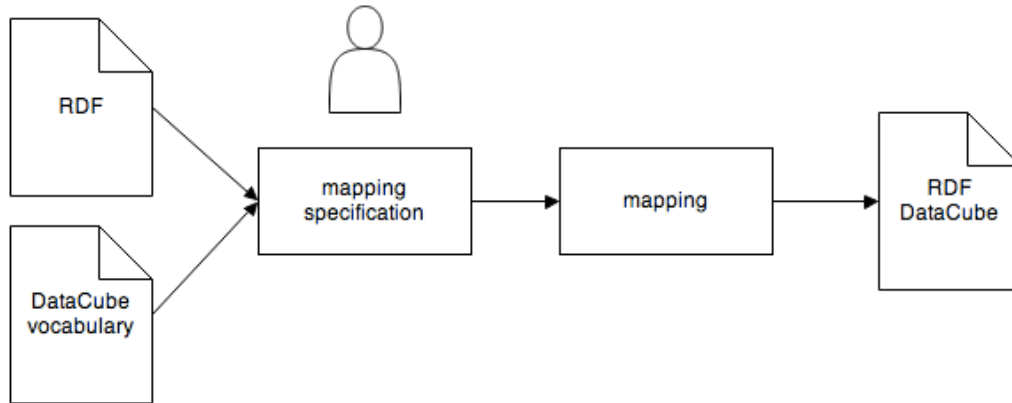 RDF
mapping
specification
mapping
RDF
DataCube
DataCube
vocabulary